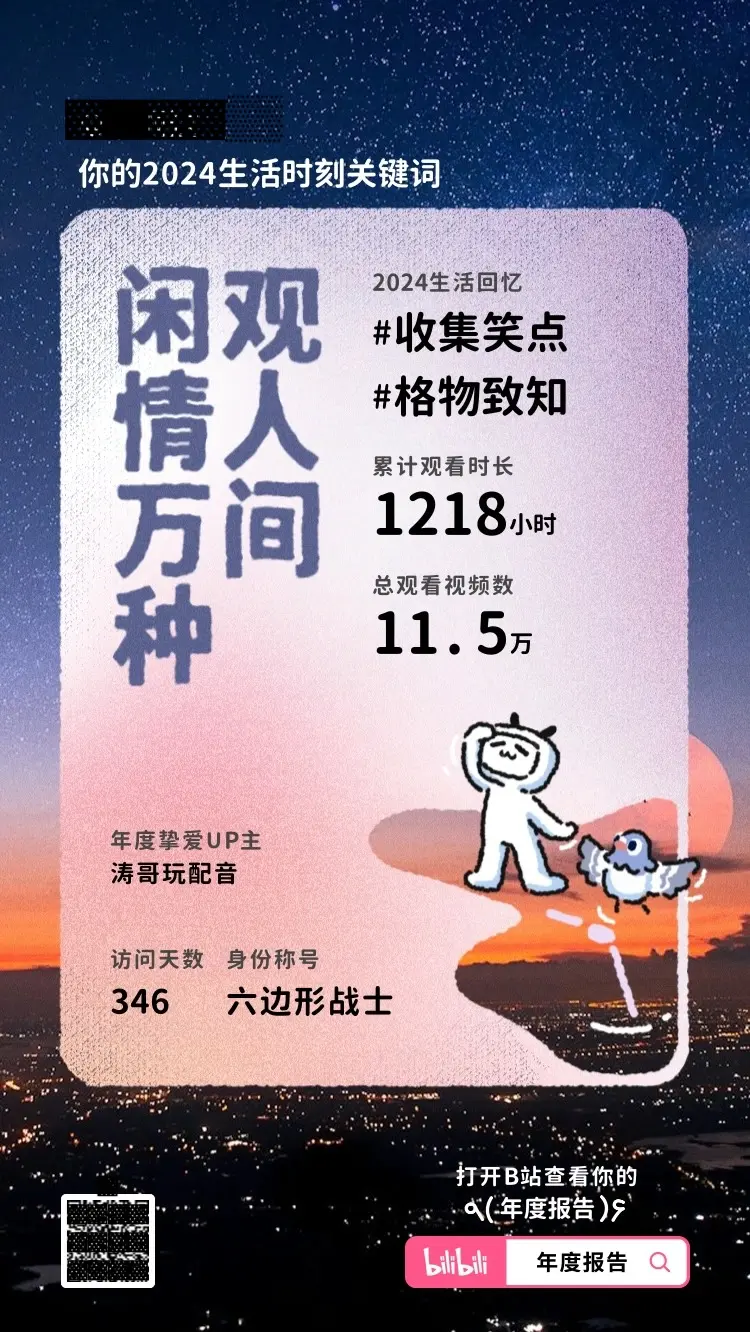 你的2024生活时刻关键词
观人间
闲情万种
2024生活回忆
#收集笑点
#格物致知
累计观看时长
1218小时
总观看视频数
11.5万
年度挚爱UP主
涛哥玩配音
访问天数 身份称号
346 六边形战士
打开B站查看你的
٩(年度报告)۶
bilibili 年度报告